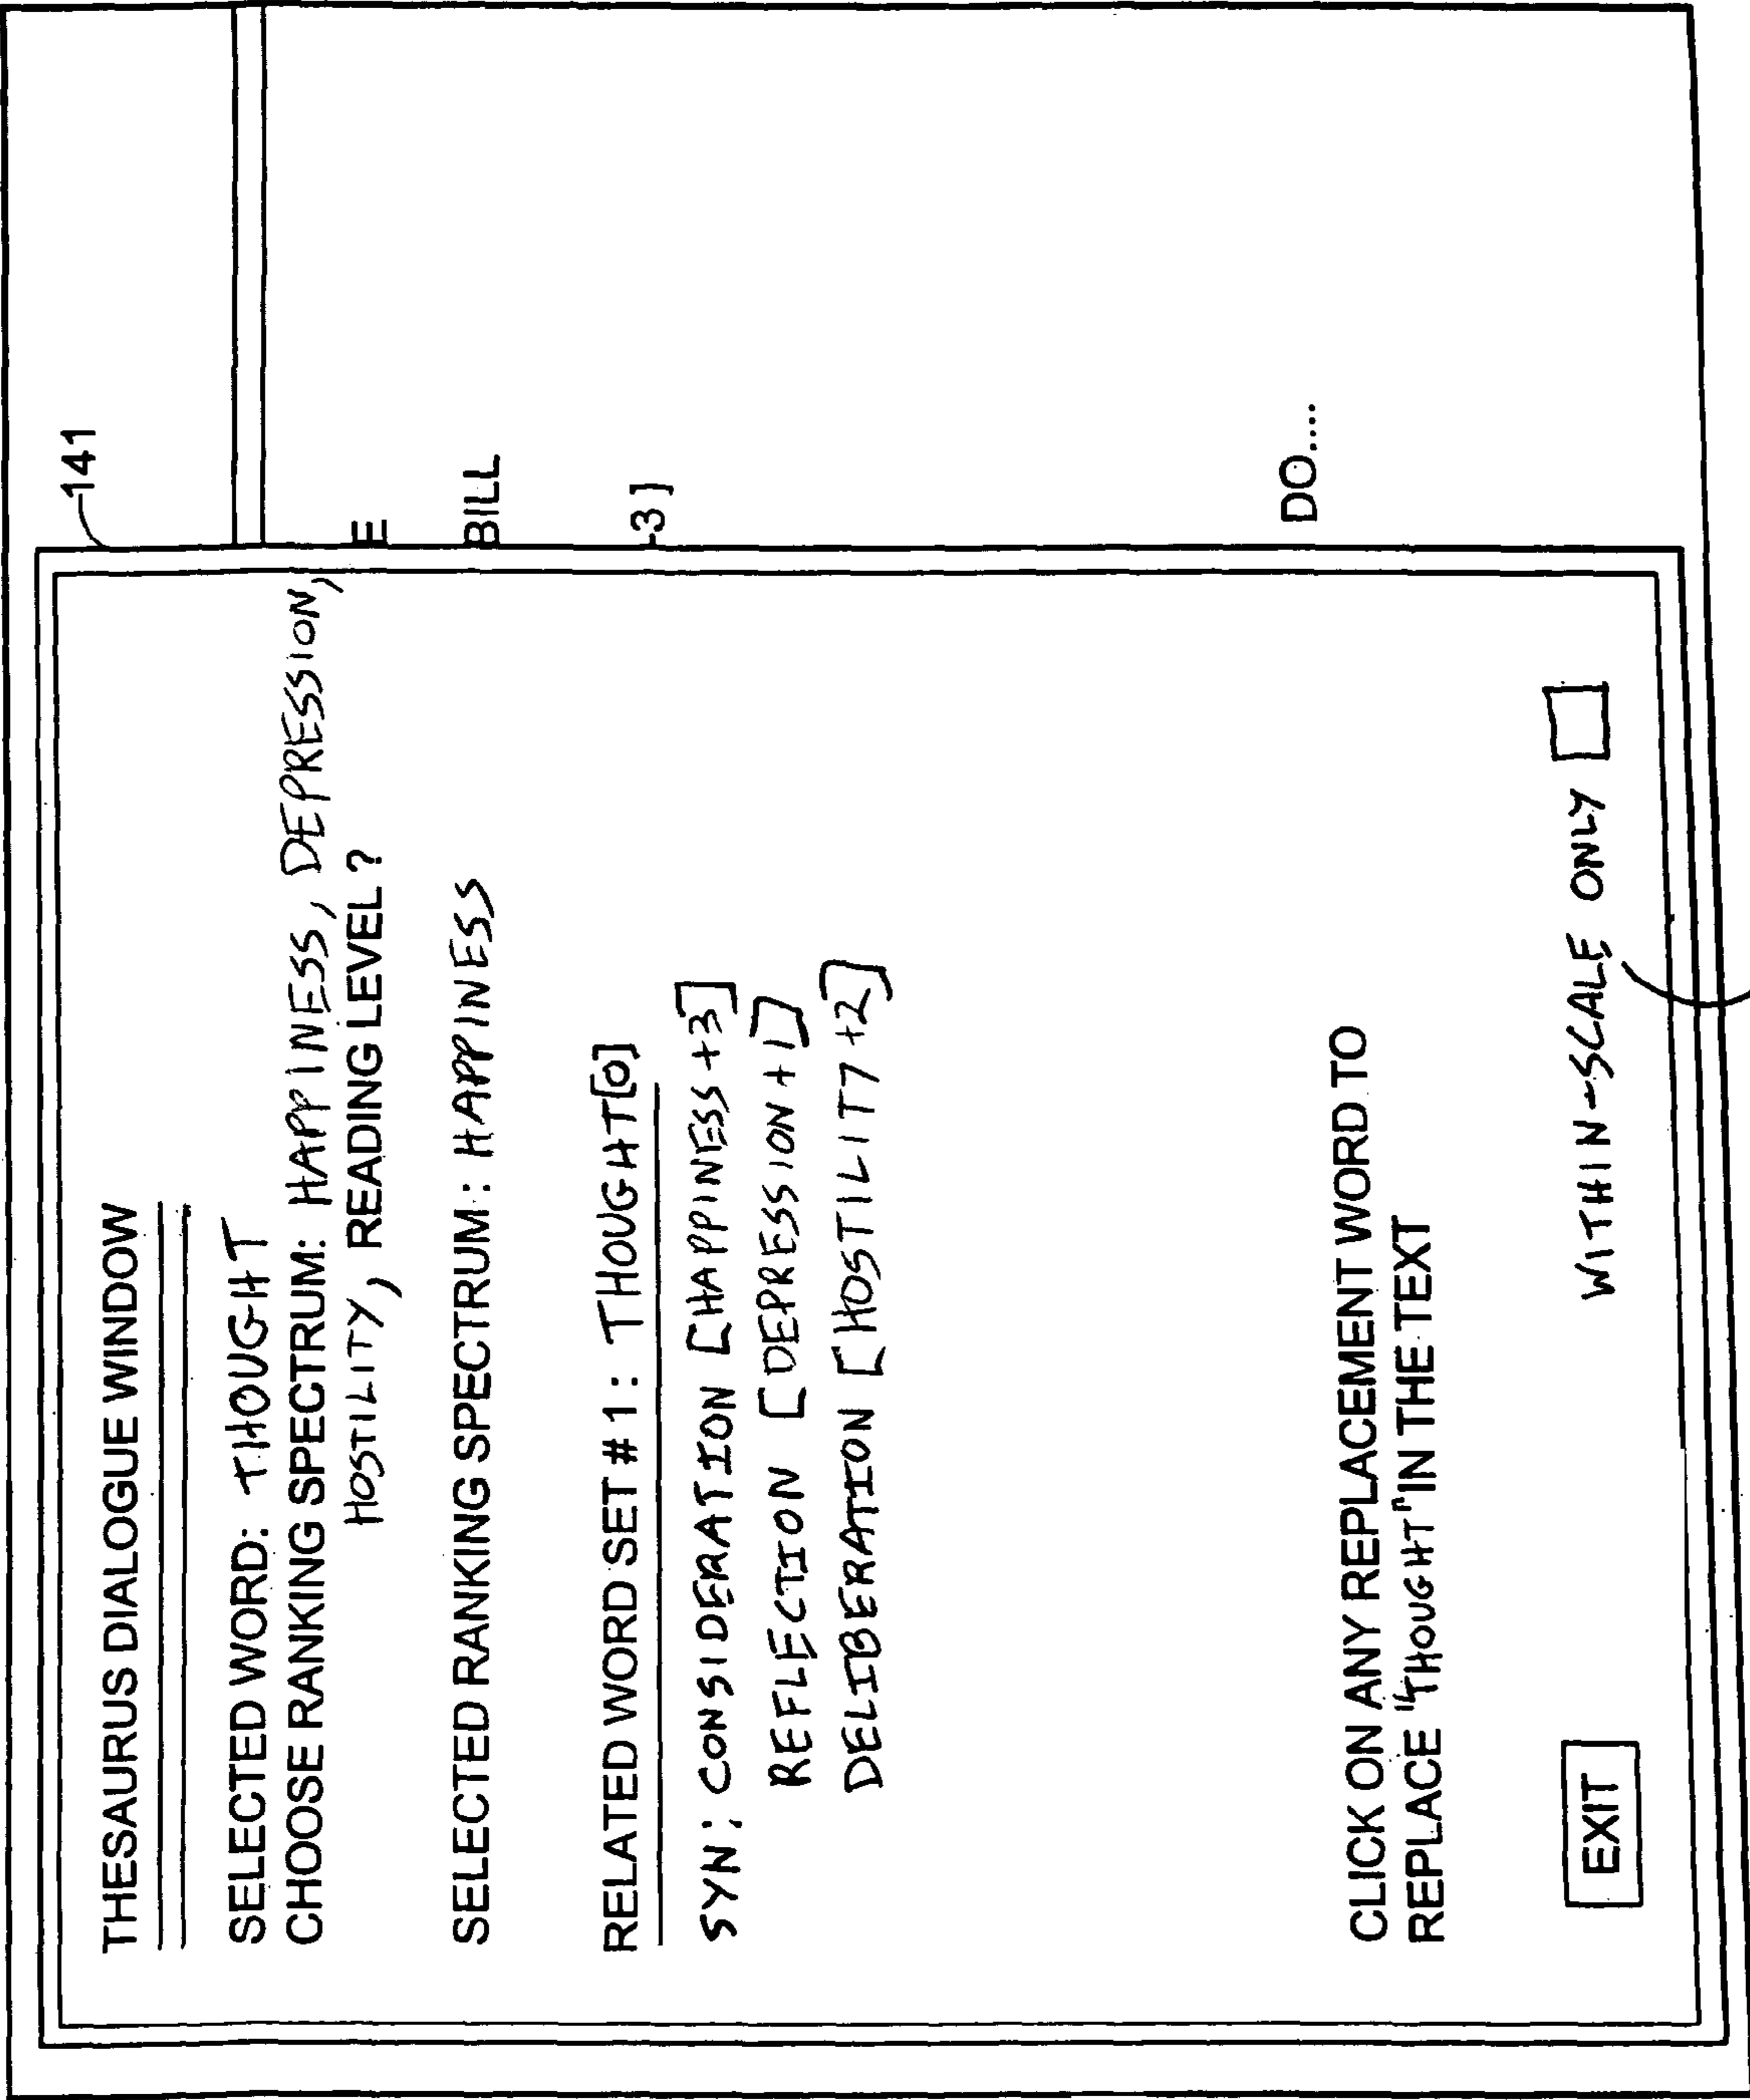 141
THESAURUS DIALOGUE WINDOW
SELECTED WORD: THOUGHT
CHOOSE RANKING SPECTRUM: HAPPINESS, DEPRESSION,
HOSTILITY, READING LEVEL?
E
SELECTED RANKING SPECTRUM: HAPPINESS
BILL
RELATED WORD SET #1: THOUGHT[0]
-3]
SYN: CONSIDERATION [HAPPINESS+3]
REFLECTION [DEPRESSION+1]
DELIBERATION [HOSTILITY+2]
DO....
CLICK ON ANY REPLACEMENT WORD TO
REPLACE "THOUGHT" IN THE TEXT
EXIT
WITHIN-SCALE ONLY